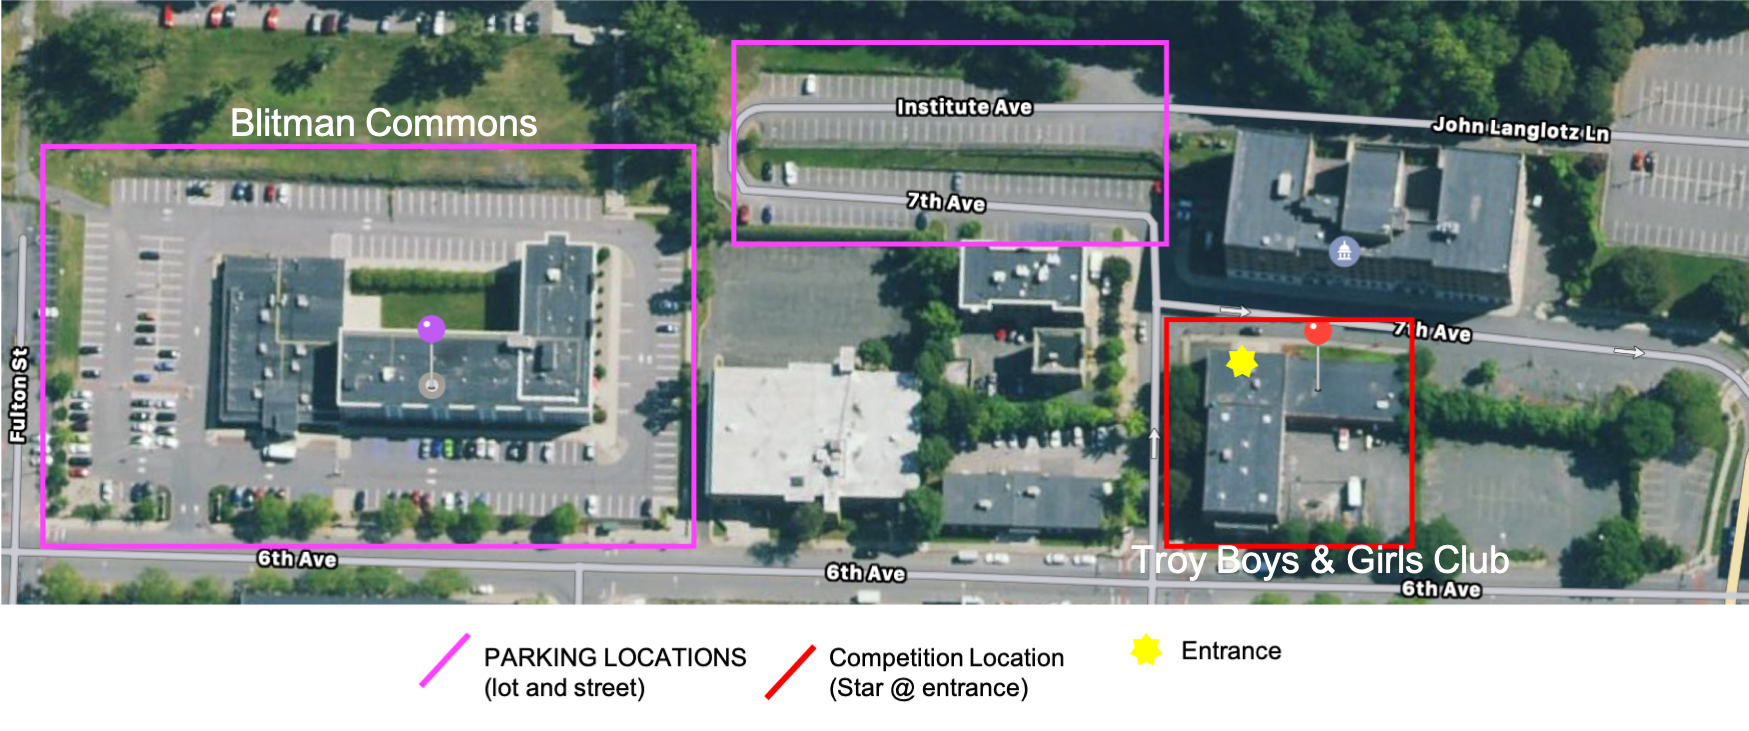 Blitman Commons
Institute Ave
John Langlotz Ln
7th Ave
7th Ave
Fulton St
6th Ave
6th Ave
Troy Boys & Girls Club
6th Ave
PARKING LOCATIONS
(lot and street)
Competition Location
(Star @ entrance)
Entrance